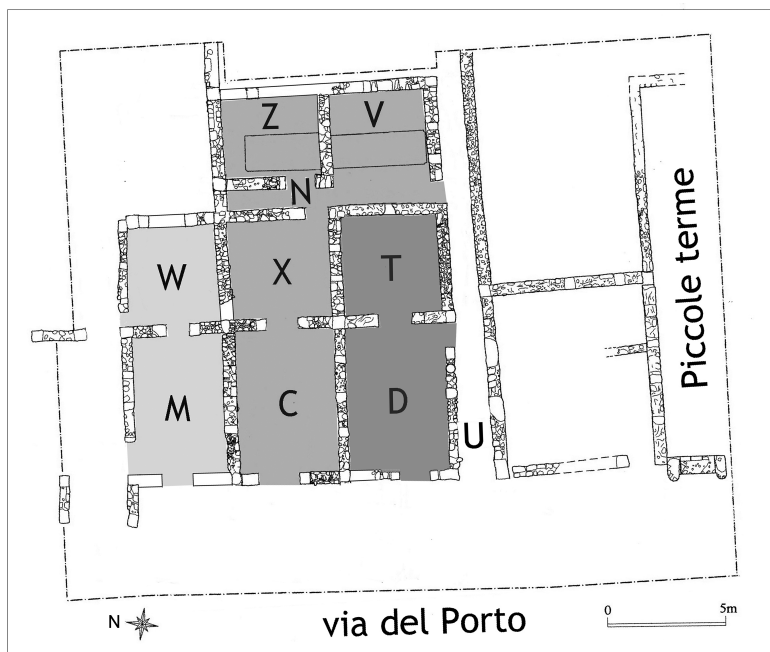 Z V
N
W X T
M C D
U
Piccole terme
N
via del Porto
0 5m